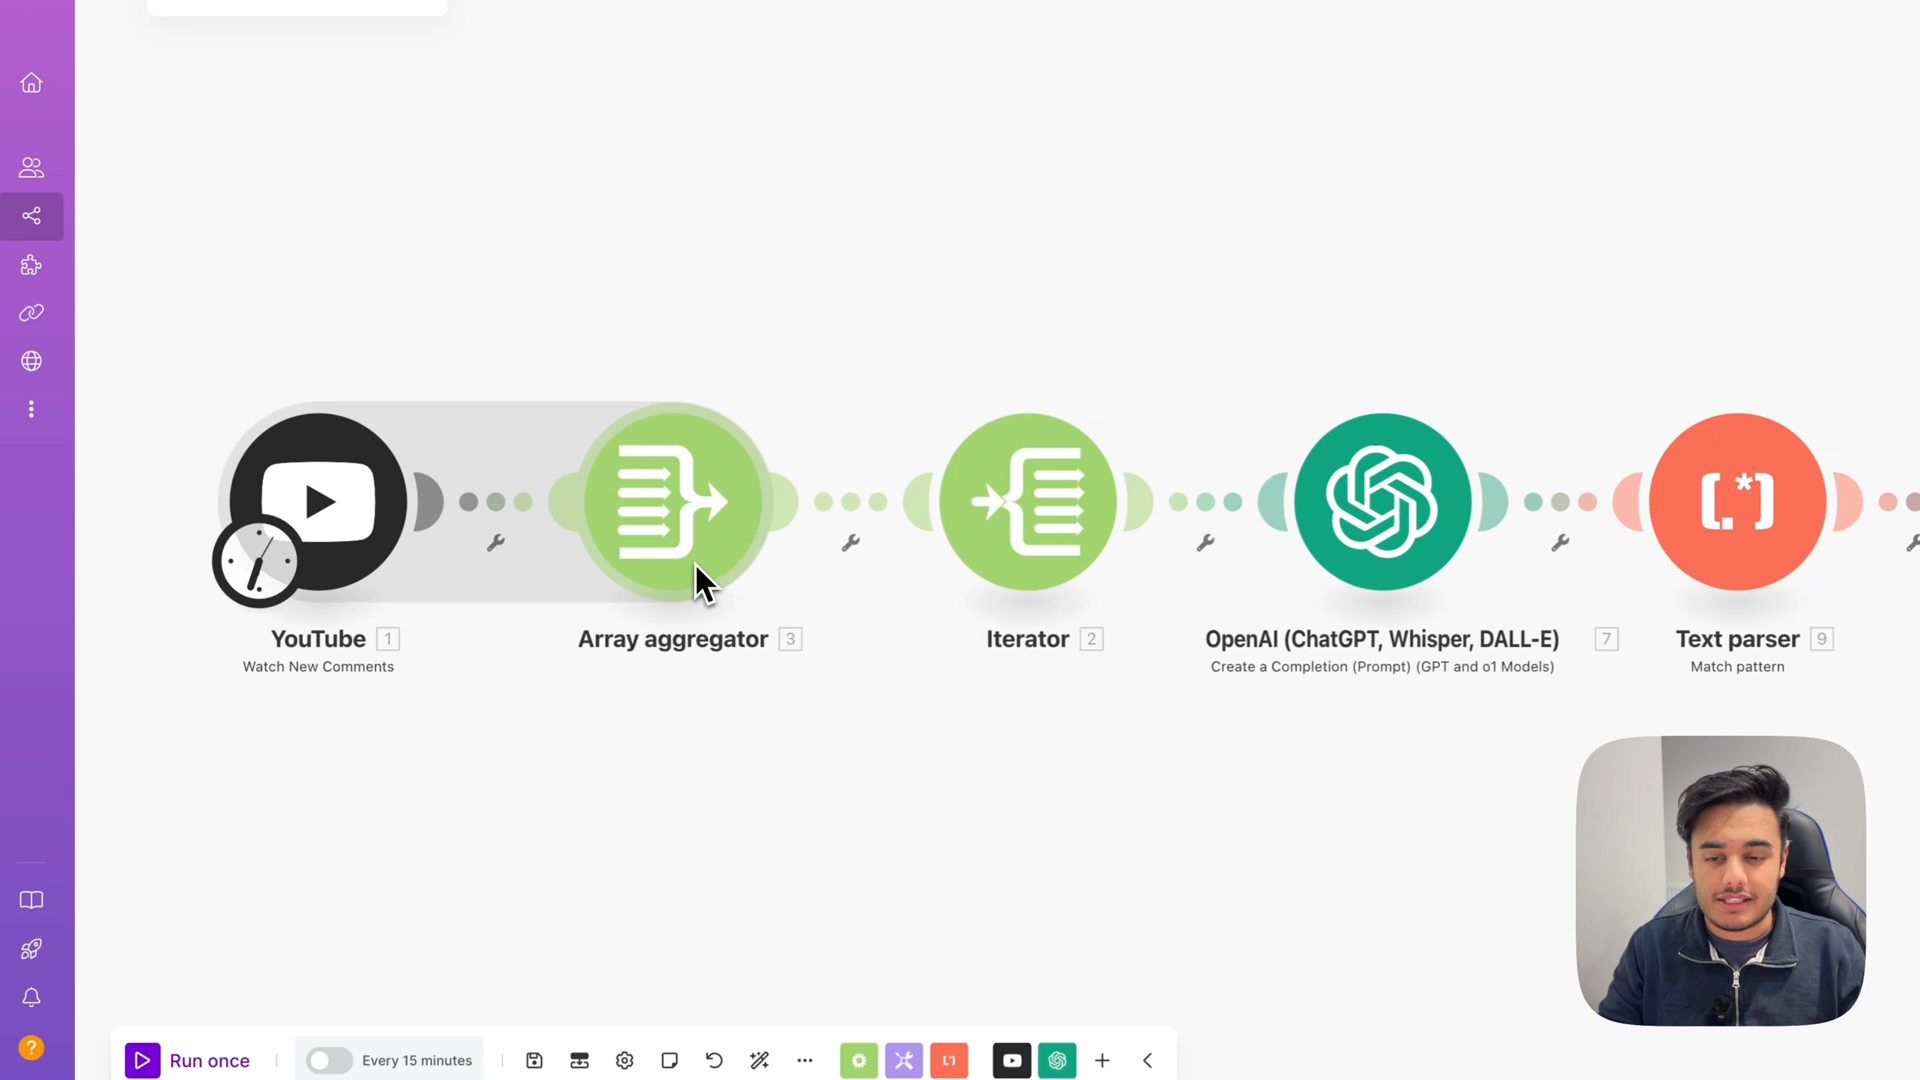 YouTube 1
Watch New Comments
Array aggregator 3
Iterator 2
OpenAI (ChatGPT, Whisper, DALL-E) 7
Create a Completion (Prompt) (GPT and o1 Models)
Text parser 9
Match pattern
?
Run once
Every 15 minutes